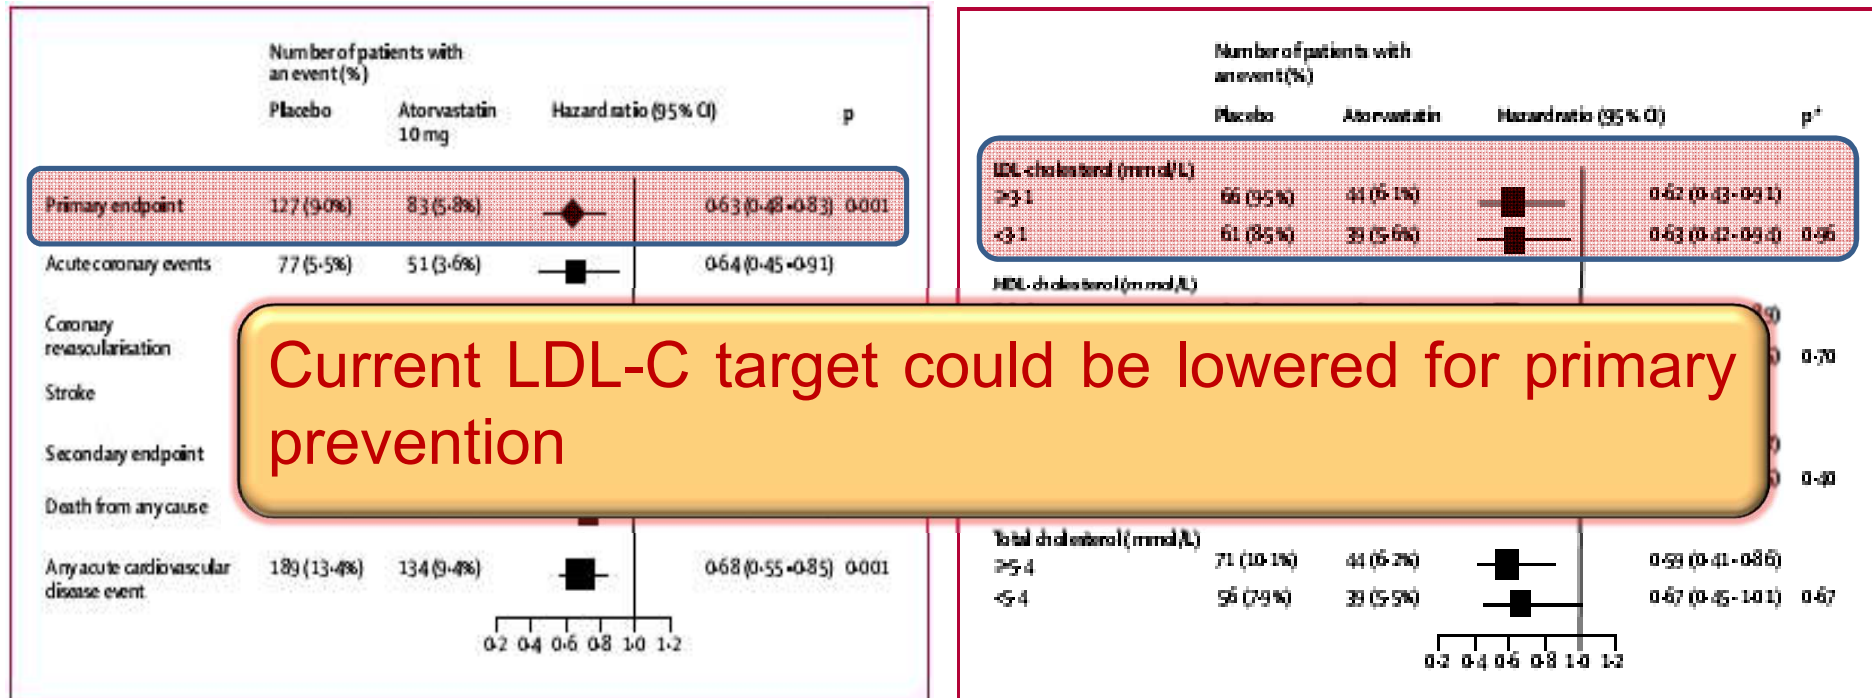 Number of patients with
an event (%)
Placebo Atorvastatin Hazard ratio (95% CI) p
10 mg
Primary endpoint 127 (9·0%) 83 (5·8%) 0·63 (0·48-0·83) 0·001
Acute coronary events 77 (5·5%) 51 (3·6%) 0·64 (0·45-0·91)
Coronary
revascularisation
Stroke
Secondary endpoint
Death from any cause
Any acute cardiovascular 189 (13·4%) 134 (9·4%) 0·68 (0·55-0·85) 0·001
disease event
0·2 0·4 0·6 0·8 1·0 1·2
Number of patients with
an event (%)
Placebo Atorvastatin Hazard ratio (95% CI) p*
LDL-cholesterol (mmol/L)
≥3·1 66 (9·5%) 44 (6·1%) 0·62 (0·43-0·91)
<3·1 61 (8·5%) 39 (5·6%) 0·63 (0·42-0·94) 0·96
HDL-cholesterol (mmol/L)
0·70
0·40
Total cholesterol (mmol/L)
≥5·4 71 (10·1%) 44 (6·2%) 0·59 (0·41-0·86)
<5·4 56 (7·9%) 39 (5·5%) 0·67 (0·45-1·01) 0·67
0·2 0·4 0·6 0·8 1·0 1·2
Current LDL-C target could be lowered for primary
prevention